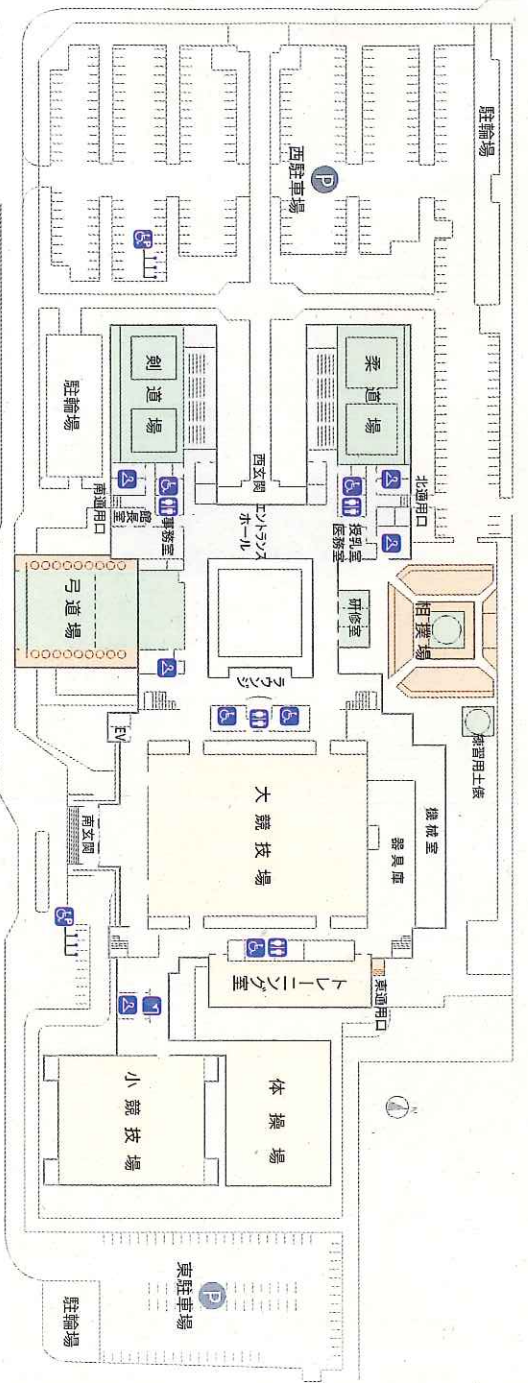 駐輪場
P
西駐車場
P
駐輪場
剣道場
柔道場
西玄関
エントランス
ホール
南通用口
館長室
事務室
授乳室
医務室
北通用口
弓道場
研修室
相撲場
練習用土俵
ラウンジ
EV
大競技場
機械室
器具庫
南玄関
P
トレーニング室
東通用口
小競技場
体操場
N
P
東駐車場
駐輪場